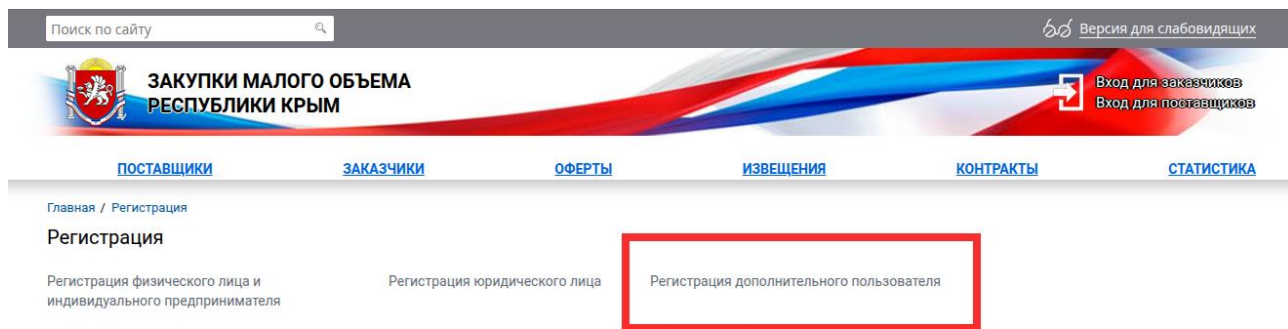 Поиск по сайту
Версия для слабовидящих
ЗАКУПКИ МАЛОГО ОБЪЕМА
РЕСПУБЛИКИ КРЫМ
Вход для заказчиков
Вход для поставщиков
ПОСТАВЩИКИ ЗАКАЗЧИКИ ОФЕРТЫ ИЗВЕЩЕНИЯ КОНТРАКТЫ СТАТИСТИКА
Главная / Регистрация
Регистрация
Регистрация физического лица и
индивидуального предпринимателя
Регистрация юридического лица
Регистрация дополнительного пользователя